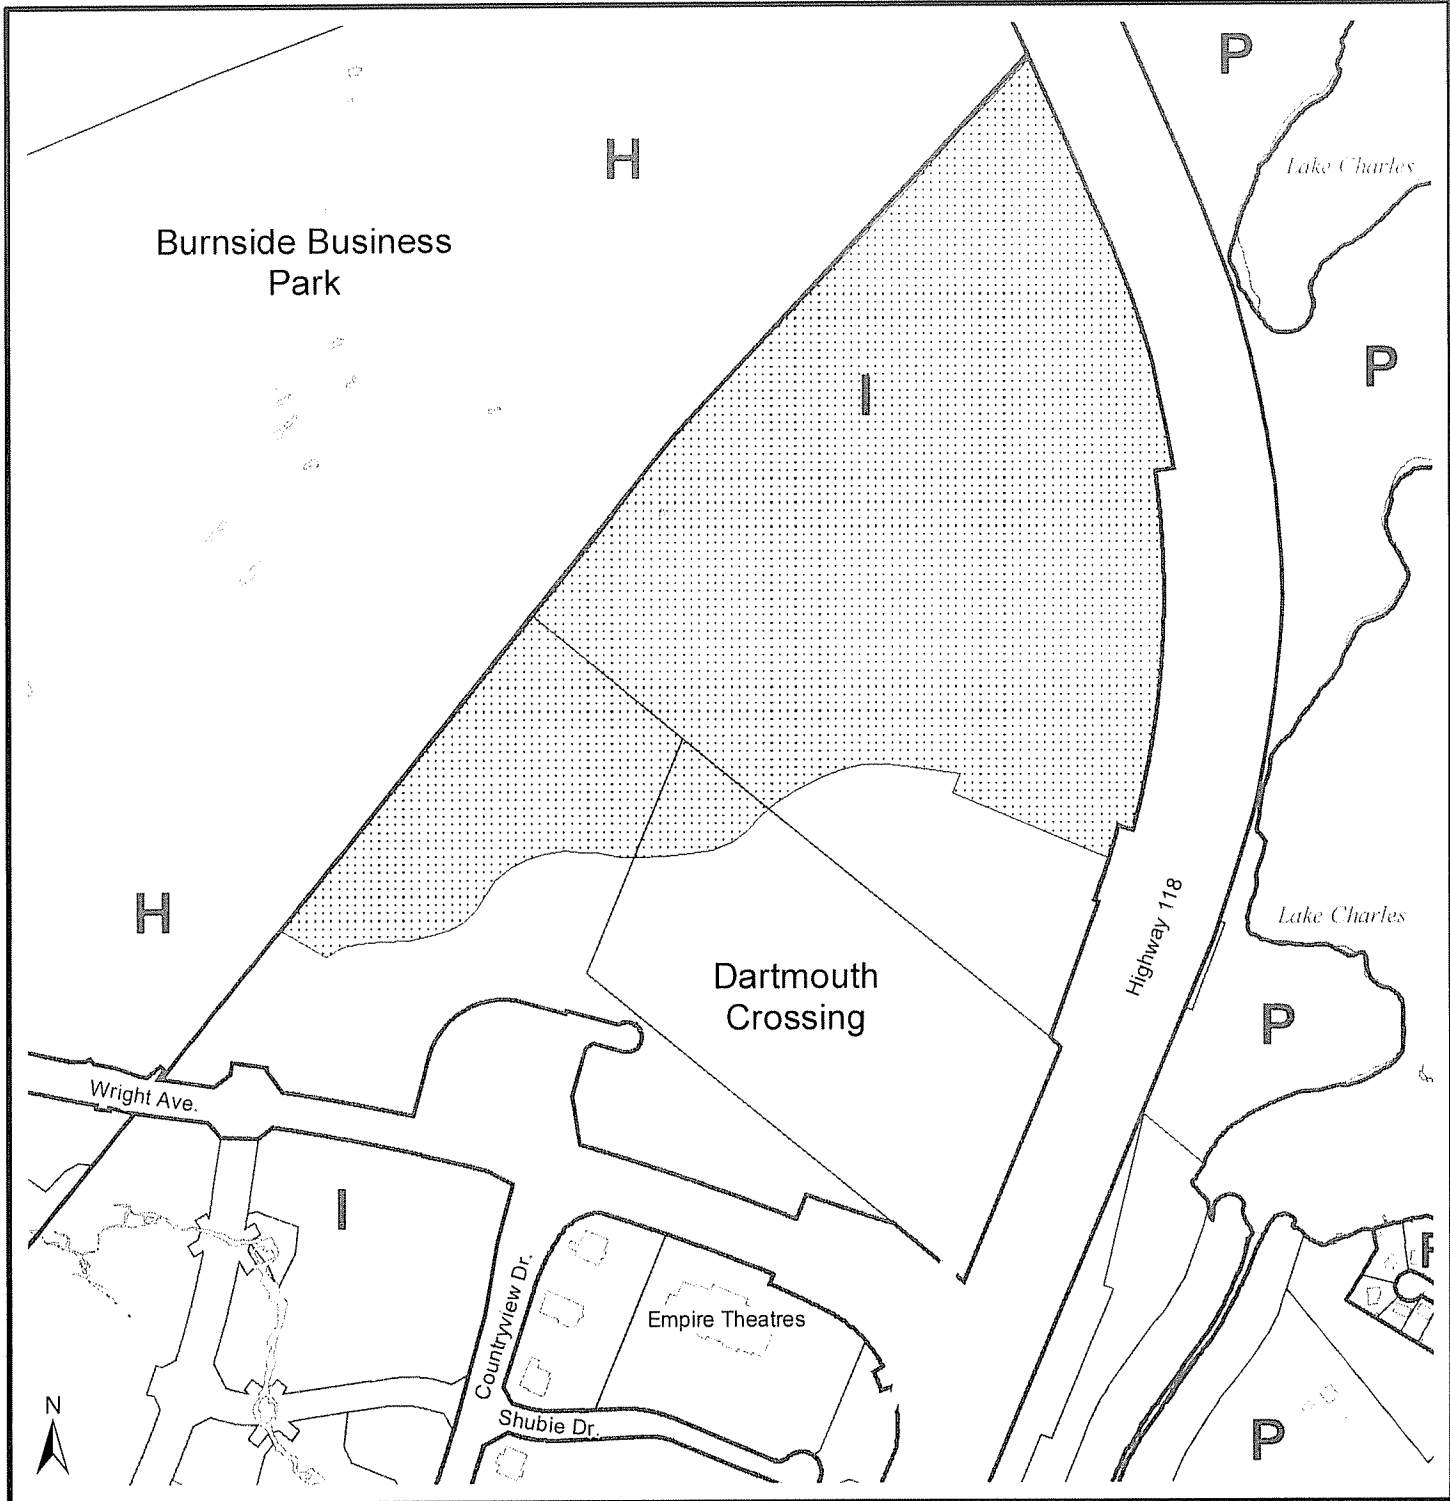 P
H
Lake Charles
Burnside Business
Park
P
I
H
Lake Charles
Dartmouth
Crossing
Highway 118
P
Wright Ave.
I
Countryview Dr.
Empire Theatres
N
Shubie Dr.
P